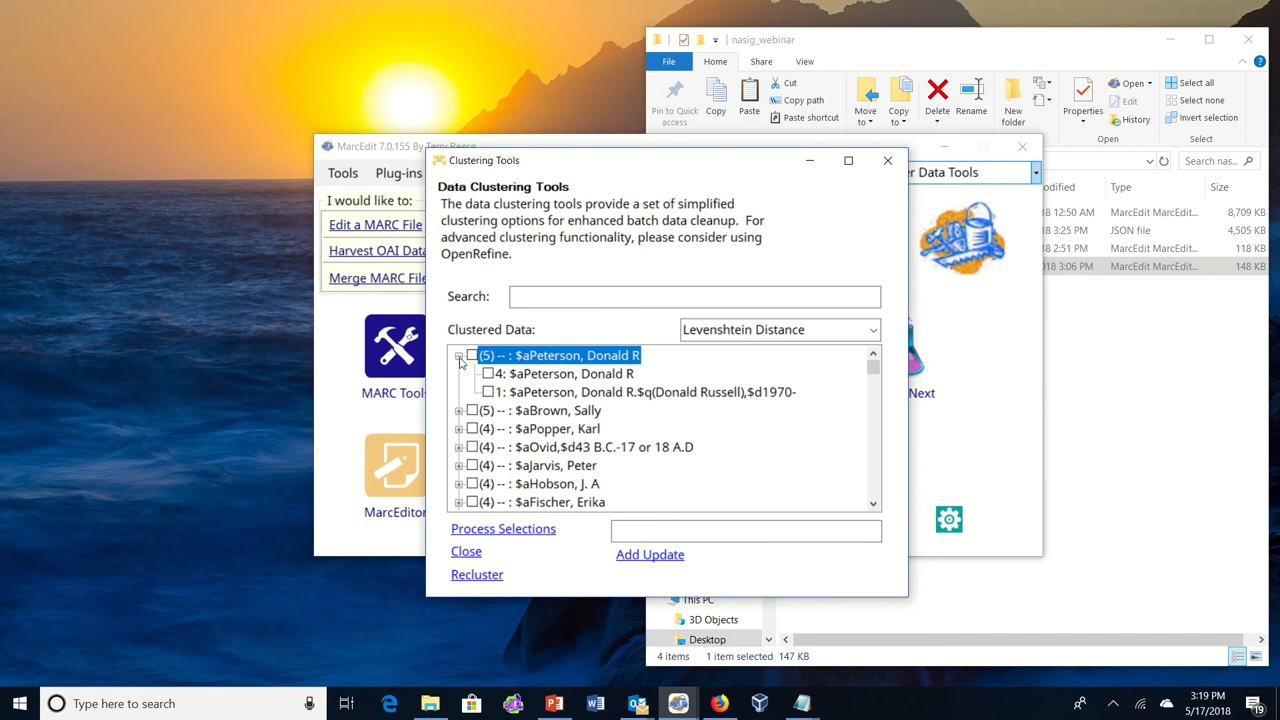 nasig_webinar
File
Home
Share
View
Pin to Quick access
Copy
Paste
Cut
Copy path
Paste shortcut
Move to
Copy to
Delete
Rename
New folder
Properties
Open
Edit
History
Open
Select all
Select none
Invert selection
Select
MarcEdit 7.0.155 By Terry Reese
Tools
Plug-ins
er Data Tools
Search nas...
odified
Type
Size
18 12:50 AM
MarcEdit MarcEdit...
8,709 KB
18 3:25 PM
JSON file
4,505 KB
18 2:51 PM
MarcEdit MarcEdit...
118 KB
018 3:06 PM
MarcEdit MarcEdit...
148 KB
I would like to:
Edit a MARC File
Harvest OAI Data
Merge MARC File
MARC Tools
MarcEditor
Next
Clustering Tools
Data Clustering Tools
The data clustering tools provide a set of simplified
clustering options for enhanced batch data cleanup. For
advanced clustering functionality, please consider using
OpenRefine.
Search:
Clustered Data:
Levenshtein Distance
(5) -- : $aPeterson, Donald R
4: $aPeterson, Donald R
1: $aPeterson, Donald R.$q(Donald Russell),$d1970-
(5) -- : $aBrown, Sally
(4) -- : $aPopper, Karl
(4) -- : $aOvid,$d43 B.C.-17 or 18 A.D
(4) -- : $aJarvis, Peter
(4) -- : $aHobson, J. A
(4) -- : $aFischer, Erika
Process Selections
Close
Add Update
Recluster
This PC
3D Objects
Desktop
4 items
1 item selected
147 KB
Type here to search
3:19 PM
5/17/2018
19